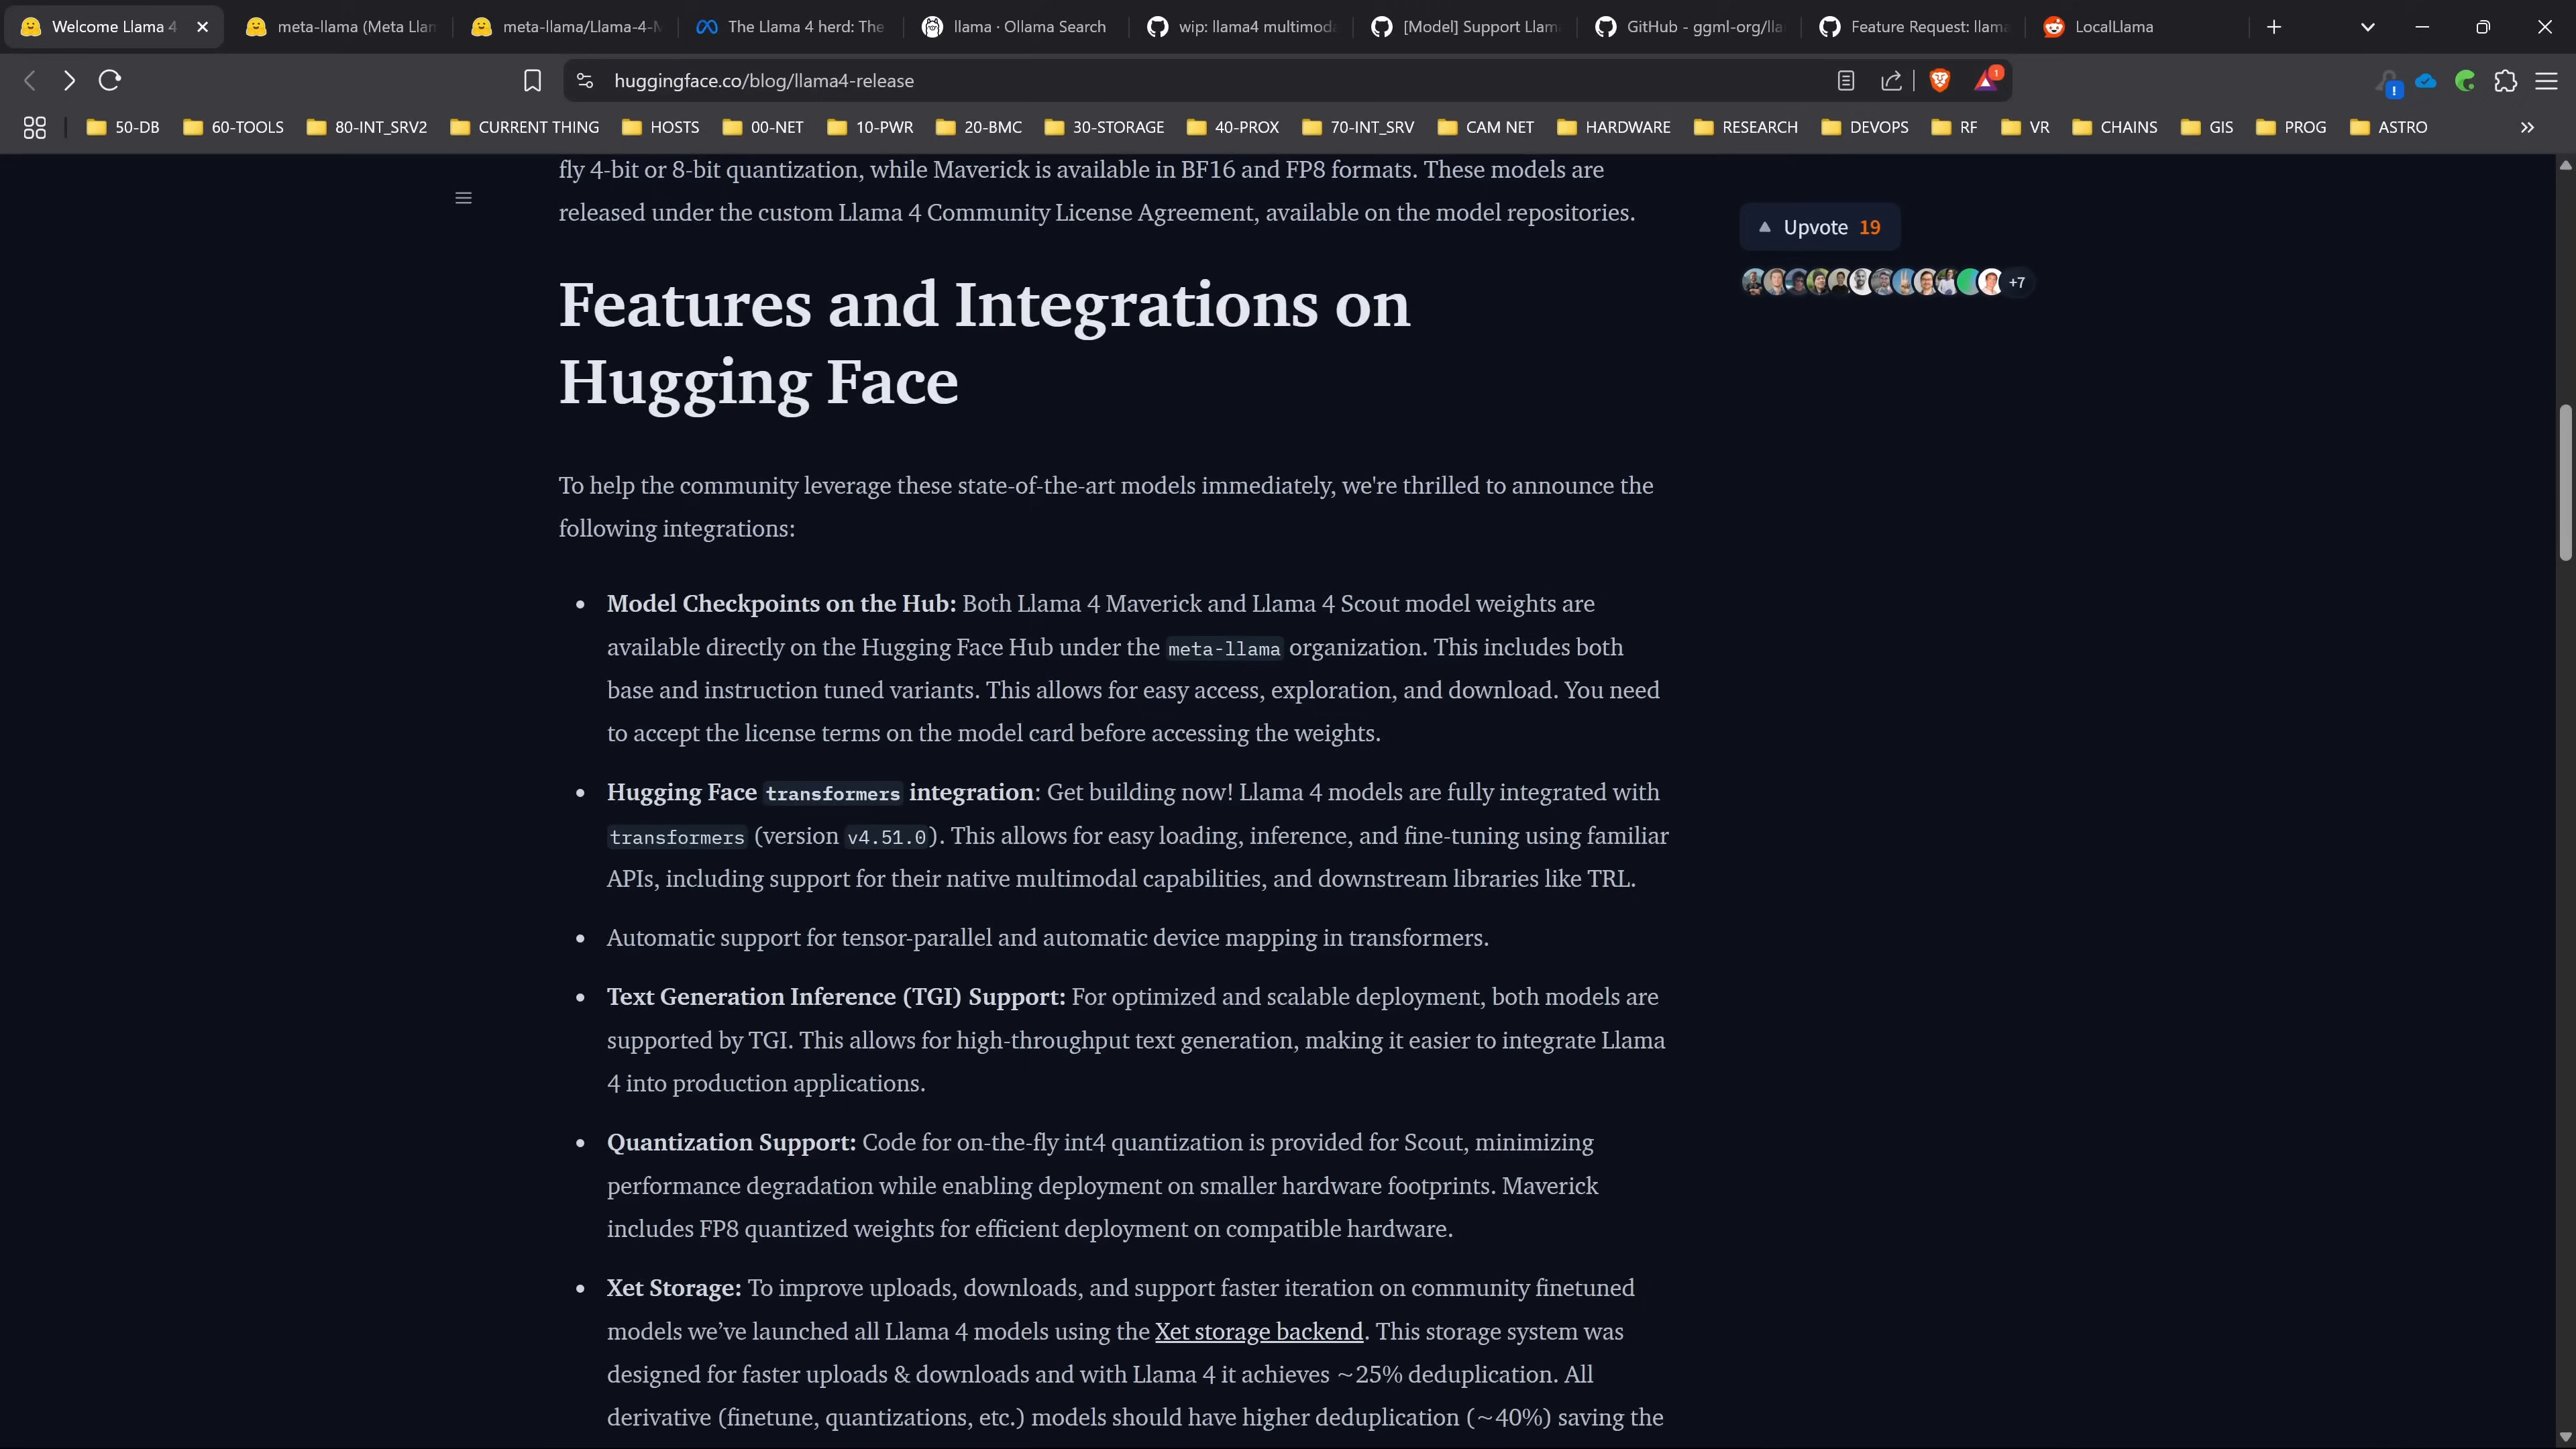 Welcome Llama 4
meta-llama (Meta Llam
meta-llama/Llama-4-M
The Llama 4 herd: The
llama · Ollama Search
wip: llama4 multimoda
[Model] Support Llam
GitHub - ggml-org/lla
Feature Request: llama
LocalLlama
huggingface.co/blog/llama4-release
1
50-DB
60-TOOLS
80-INT_SRV2
CURRENT THING
HOSTS
00-NET
10-PWR
20-BMC
30-STORAGE
40-PROX
70-INT_SRV
CAM NET
HARDWARE
RESEARCH
DEVOPS
RF
VR
CHAINS
GIS
PROG
ASTRO
fly 4-bit or 8-bit quantization, while Maverick is available in BF16 and FP8 formats. These models are
released under the custom Llama 4 Community License Agreement, available on the model repositories.
Upvote 19
+7
Features and Integrations on
Hugging Face
To help the community leverage these state-of-the-art models immediately, we're thrilled to announce the
following integrations:
• Model Checkpoints on the Hub: Both Llama 4 Maverick and Llama 4 Scout model weights are
available directly on the Hugging Face Hub under the meta-llama organization. This includes both
base and instruction tuned variants. This allows for easy access, exploration, and download. You need
to accept the license terms on the model card before accessing the weights.
• Hugging Face transformers integration: Get building now! Llama 4 models are fully integrated with
transformers (version v4.51.0). This allows for easy loading, inference, and fine-tuning using familiar
APIs, including support for their native multimodal capabilities, and downstream libraries like TRL.
• Automatic support for tensor-parallel and automatic device mapping in transformers.
• Text Generation Inference (TGI) Support: For optimized and scalable deployment, both models are
supported by TGI. This allows for high-throughput text generation, making it easier to integrate Llama
4 into production applications.
• Quantization Support: Code for on-the-fly int4 quantization is provided for Scout, minimizing
performance degradation while enabling deployment on smaller hardware footprints. Maverick
includes FP8 quantized weights for efficient deployment on compatible hardware.
• Xet Storage: To improve uploads, downloads, and support faster iteration on community finetuned
models we’ve launched all Llama 4 models using the Xet storage backend. This storage system was
designed for faster uploads & downloads and with Llama 4 it achieves ~25% deduplication. All
derivative (finetune, quantizations, etc.) models should have higher deduplication (~40%) saving the